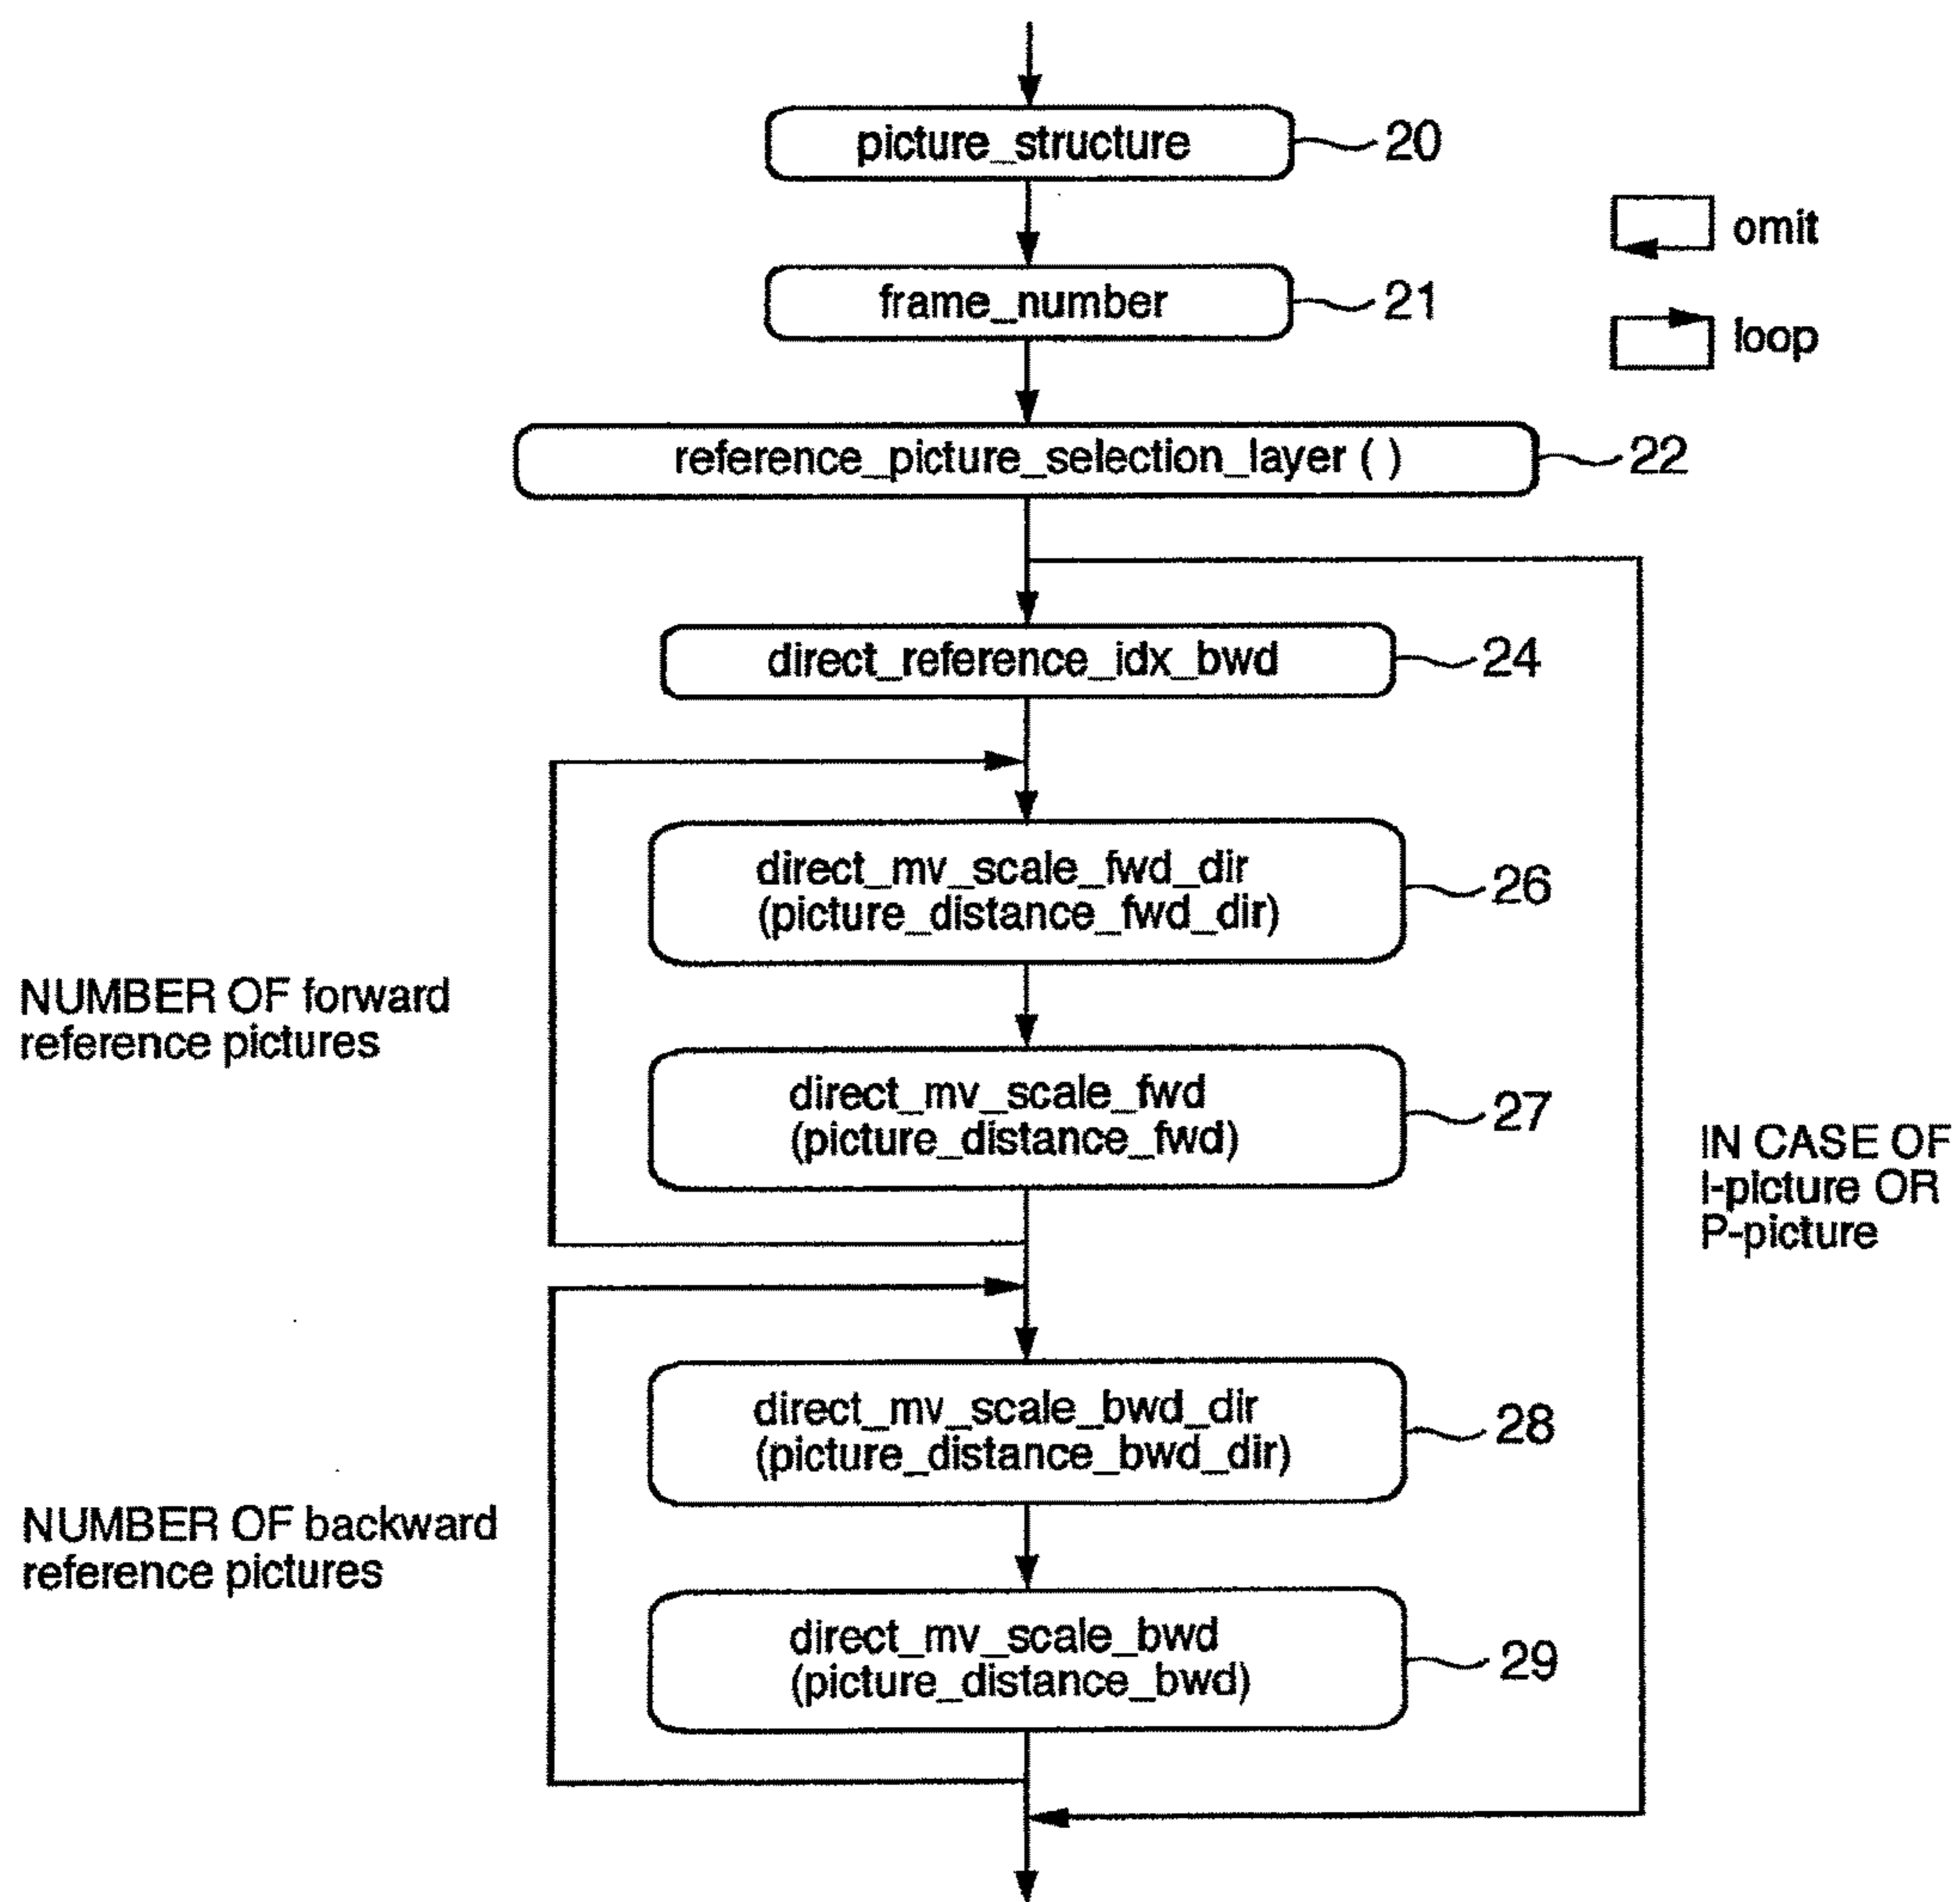 picture_structure
20
omit
frame_number
21
loop
reference_picture_selection_layer ( )
22
direct_reference_idx_bwd
24
direct_mv_scale_fwd_dir
(picture_distance_fwd_dir)
26
NUMBER OF forward
reference pictures
direct_mv_scale_fwd
(picture_distance_fwd)
27
IN CASE OF
I-picture OR
P-picture
direct_mv_scale_bwd_dir
(picture_distance_bwd_dir)
28
NUMBER OF backward
reference pictures
direct_mv_scale_bwd
(picture_distance_bwd)
29